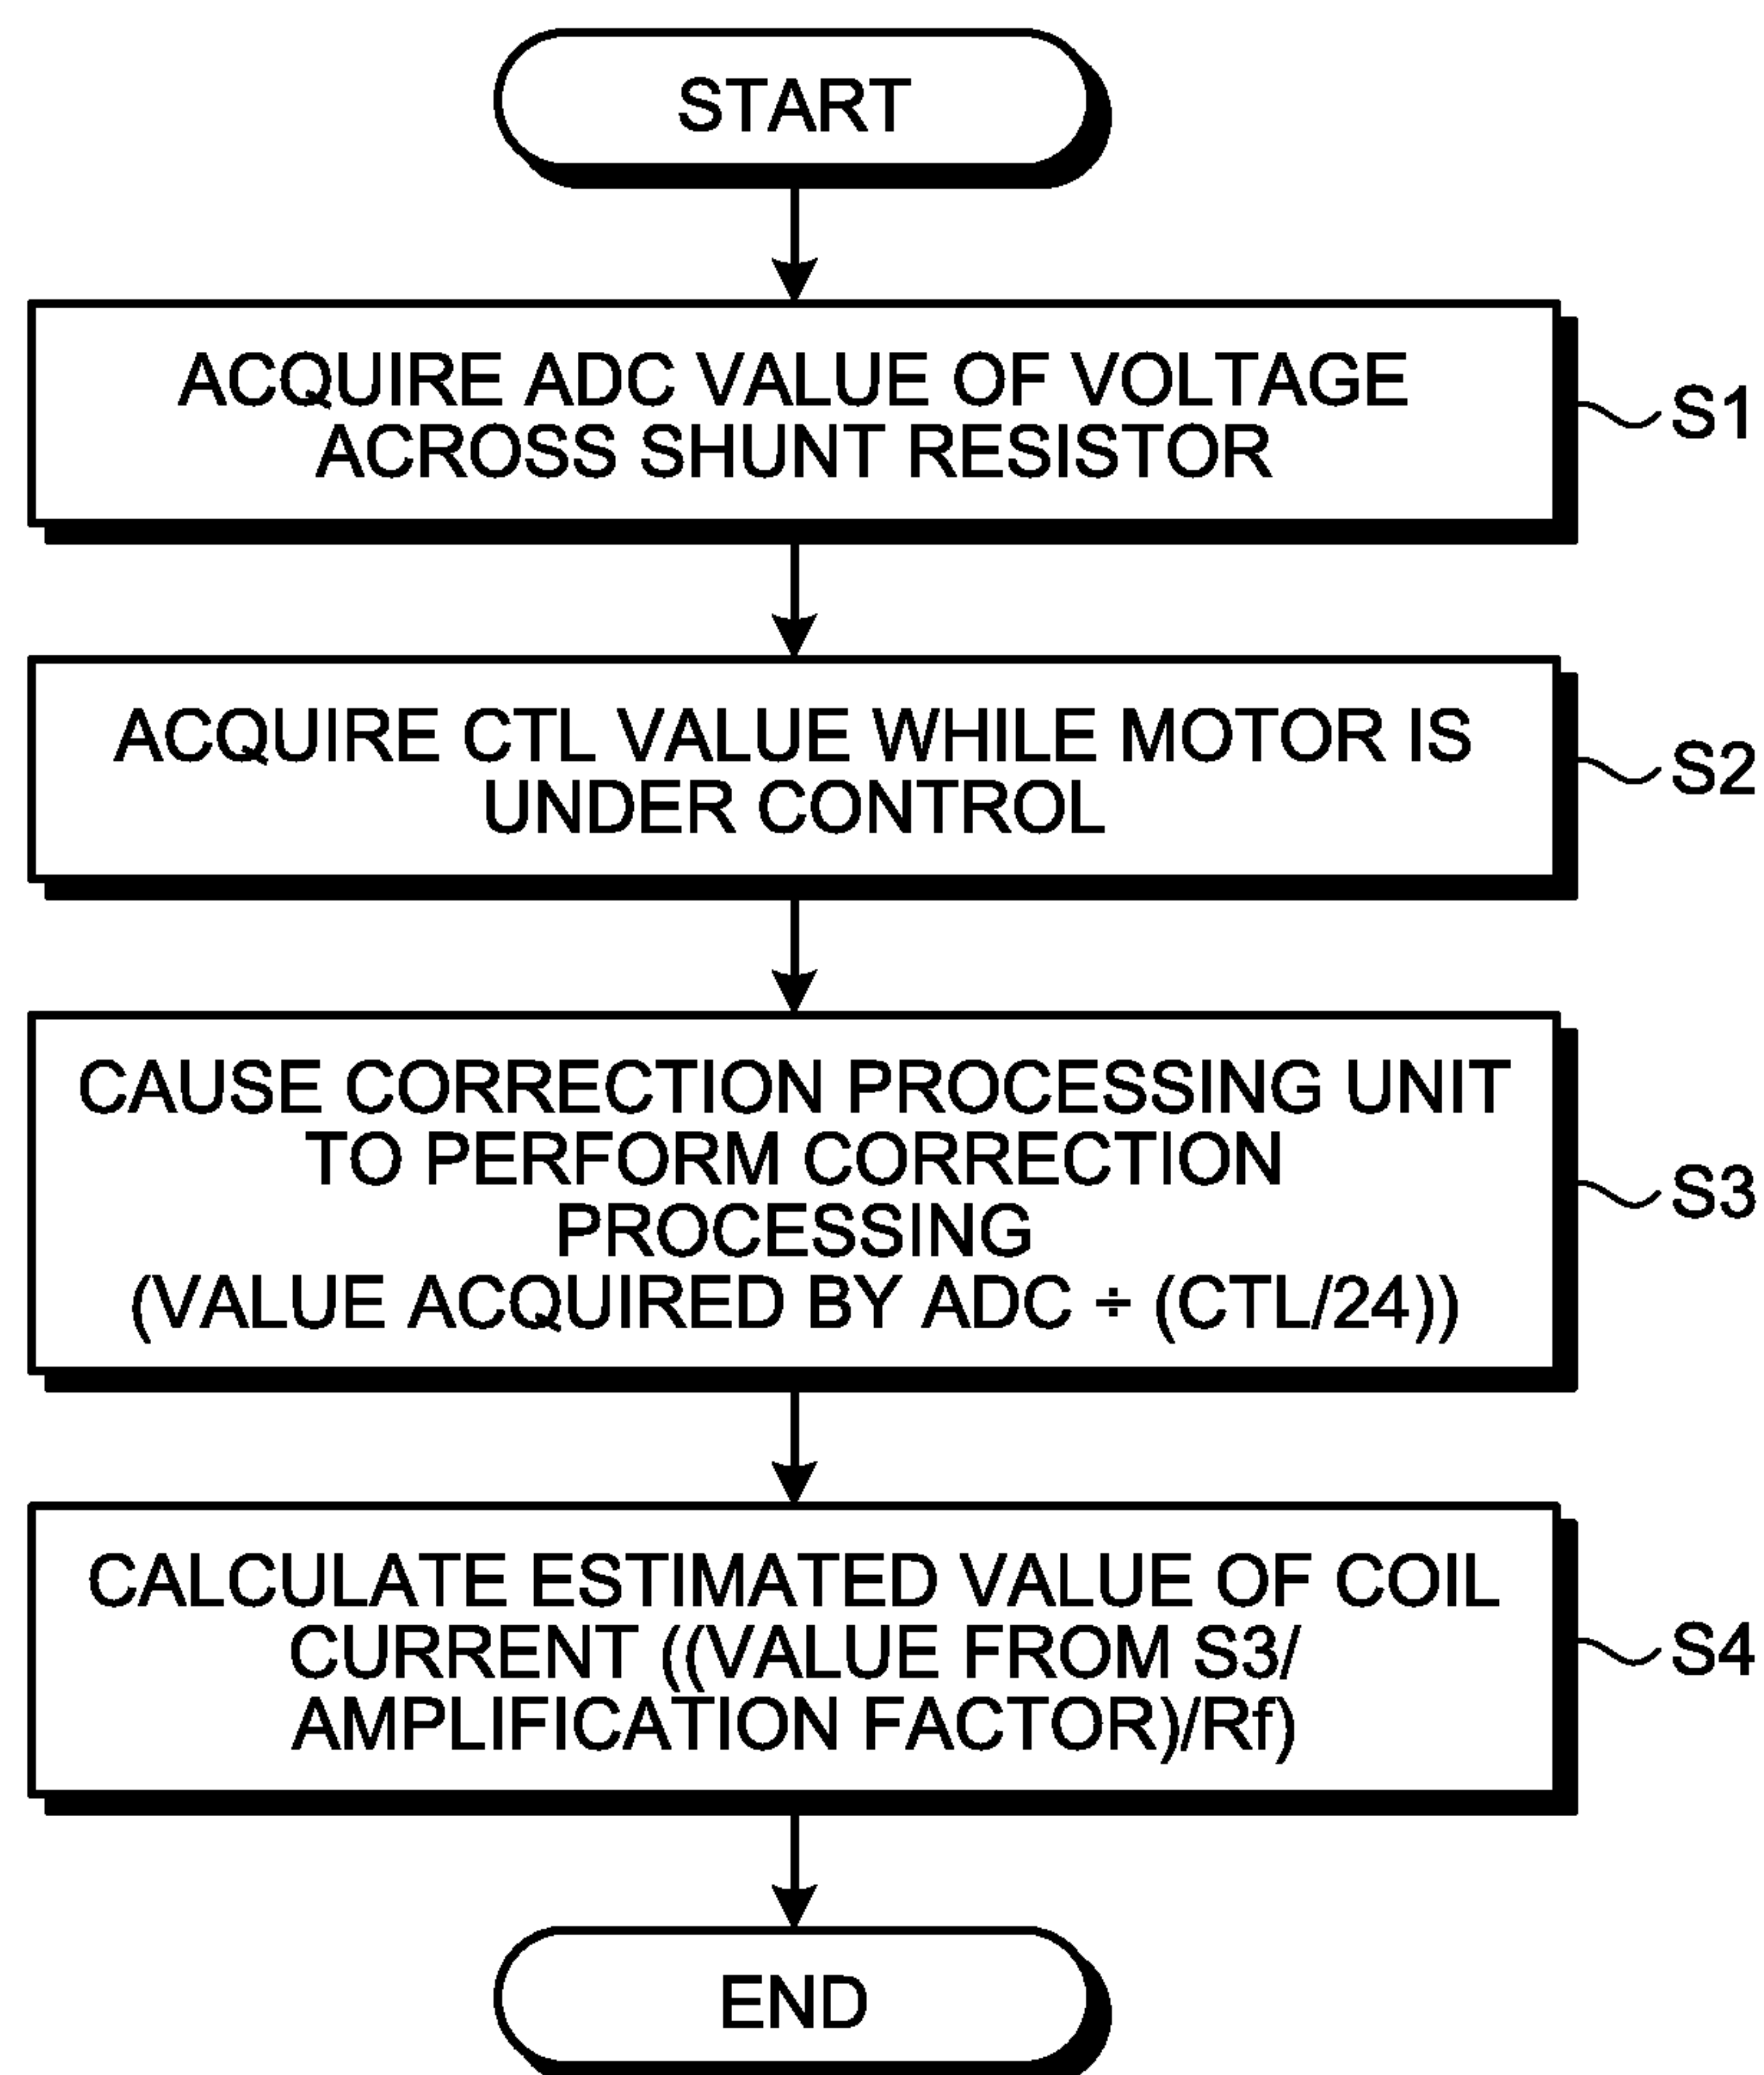 START
ACQUIRE ADC VALUE OF VOLTAGE
ACROSS SHUNT RESISTOR
S1
ACQUIRE CTL VALUE WHILE MOTOR IS
UNDER CONTROL
S2
CAUSE CORRECTION PROCESSING UNIT
TO PERFORM CORRECTION
PROCESSING
(VALUE ACQUIRED BY ADC ÷ (CTL/24))
S3
CALCULATE ESTIMATED VALUE OF COIL
CURRENT ((VALUE FROM S3/
AMPLIFICATION FACTOR)/Rf)
S4
END